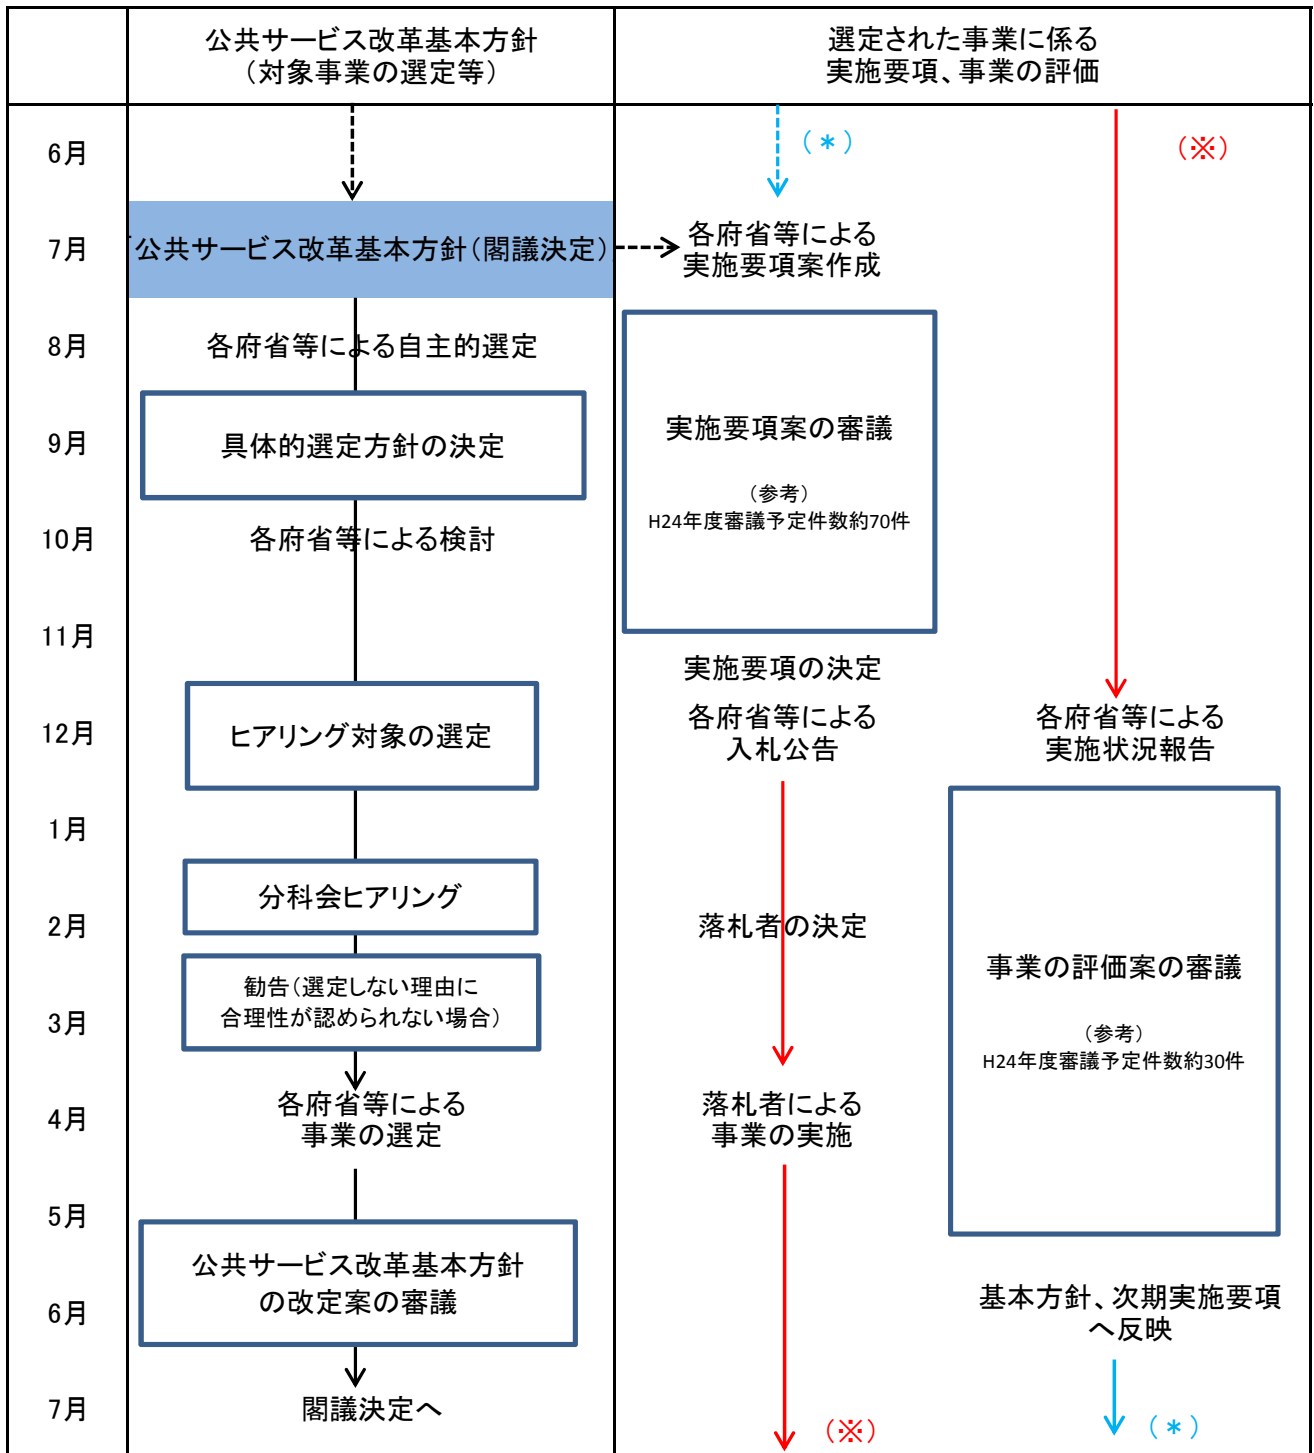 公共サービス改革基本方針
（対象事業の選定等）
選定された事業に係る
実施要項、事業の評価
6月
（＊）
（※）
7月
「公共サービス改革基本方針（閣議決定）
各府省等による
実施要項案作成
8月
各府省等による自主的選定
9月
具体的選定方針の決定
実施要項案の審議
（参考）
H24年度審議予定件数約70件
10月
各府省等による検討
11月
実施要項の決定
12月
ヒアリング対象の選定
各府省等による
入札公告
各府省等による
実施状況報告
1月
分科会ヒアリング
2月
落札者の決定
事業の評価案の審議
（参考）
H24年度審議予定件数約30件
3月
勧告（選定しない理由に
合理性が認められない場合）
4月
各府省等による
事業の選定
落札者による
事業の実施
5月
公共サービス改革基本方針
の改定案の審議
6月
基本方針、次期実施要項
へ反映
7月
閣議決定へ
（※）
（＊）